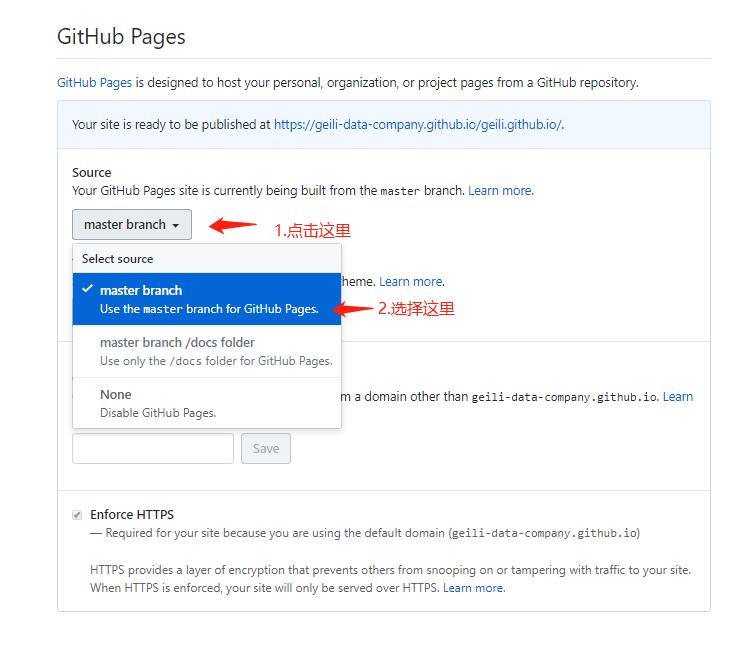 GitHub Pages
GitHub Pages is designed to host your personal, organization, or project pages from a GitHub repository.
Your site is ready to be published at https://geili-data-company.github.io/geili.github.io/.
Source
Your GitHub Pages site is currently being built from the master branch. Learn more.
master branch
1.点击这里
Select source
heme. Learn more.
master branch
Use the master branch for GitHub Pages.
2.选择这里
master branch /docs folder
Use only the /docs folder for GitHub Pages.
None
m a domain other than geili-data-company.github.io. Learn
Disable GitHub Pages.
Save
Enforce HTTPS
— Required for your site because you are using the default domain (geili-data-company.github.io)
HTTPS provides a layer of encryption that prevents others from snooping on or tampering with traffic to your site.
When HTTPS is enforced, your site will only be served over HTTPS. Learn more.